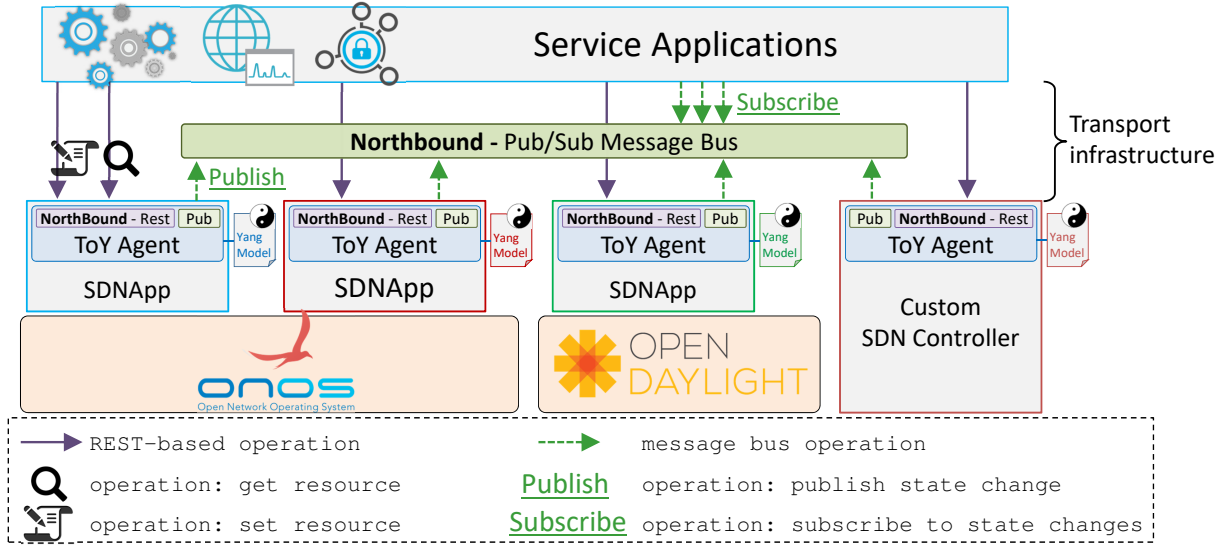 Service Applications
Subscribe
Northbound - Pub/Sub Message Bus
Transport
infrastructure
Publish
NorthBound - Rest
Pub
ToY Agent
Yang
Model
SDNApp
NorthBound - Rest
Pub
ToY Agent
Yang
Model
SDNApp
NorthBound - Rest
Pub
ToY Agent
Yang
Model
SDNApp
Pub
NorthBound - Rest
ToY Agent
Yang
Model
Custom
SDN Controller
onos
Open Network Operating System
OPEN
DAYLIGHT
REST-based operation
message bus operation
operation: get resource
Publish operation: publish state change
operation: set resource
Subscribe operation: subscribe to state changes